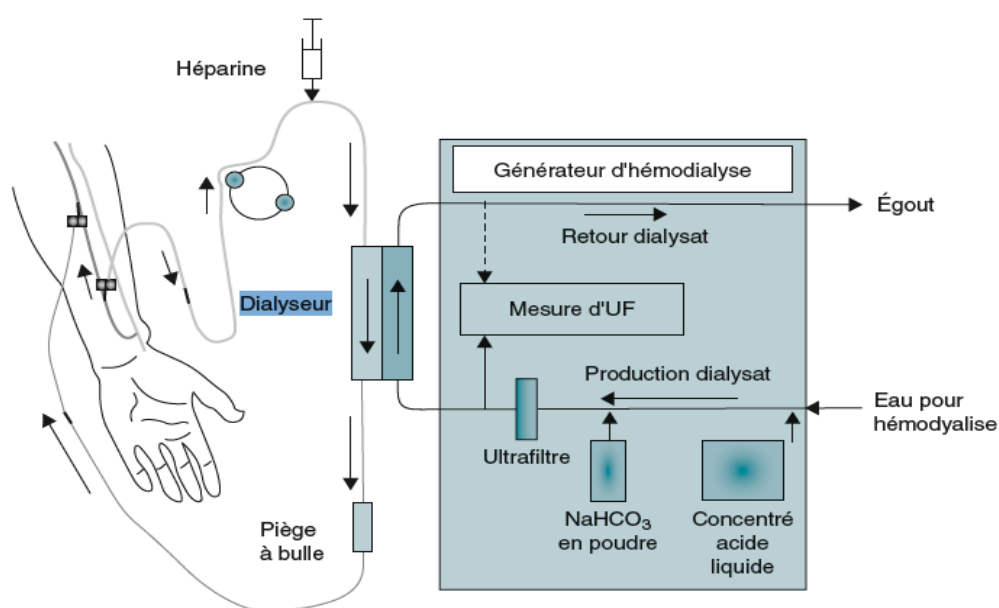 Héparine
Générateur d'hémodialyse
Égout
Retour dialysat
Dialyseur
Mesure d'UF
Production dialysat
Eau pour
hémodyalise
Ultrafiltre
Piège
à bulle
NaHCO₃
en poudre
Concentré
acide
liquide